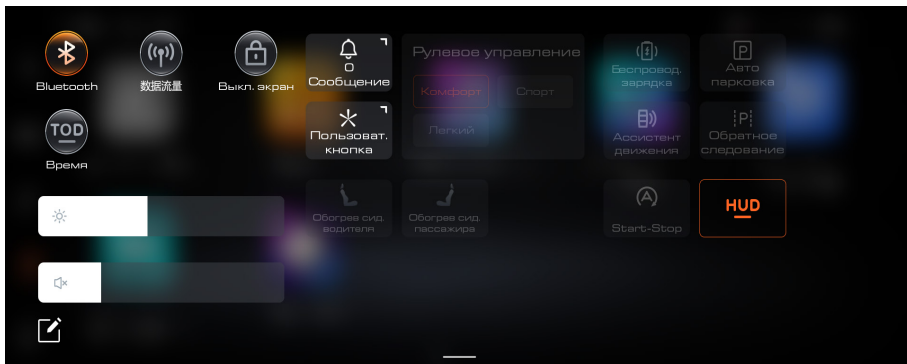 Bluetooth
数据流量
Выкл. экран
TOD
Время
0
Сообщение
Пользоват.
кнопка
Рулевое управление
Комфорт
Спорт
Легкий
Беспровод.
зарядка
P
Авто
парковка
Ассистент
движения
P
Обратное
следование
Обогрев сид.
водителя
Обогрев сид.
пассажира
A
Start-Stop
HUD